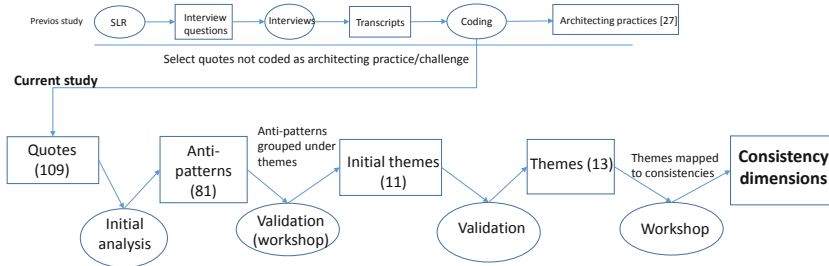 Previos study
SLR
Interview
questions
Interviews
Transcripts
Coding
Architecting practices [27]
Select quotes not coded as architecting practice/challenge
Current study
Quotes
(109)
Initial
analysis
Anti-
patterns
(81)
Anti-patterns
grouped under
themes
Validation
(workshop)
Initial themes
(11)
Validation
Themes (13)
Themes mapped
to consistencies
Workshop
Consistency
dimensions